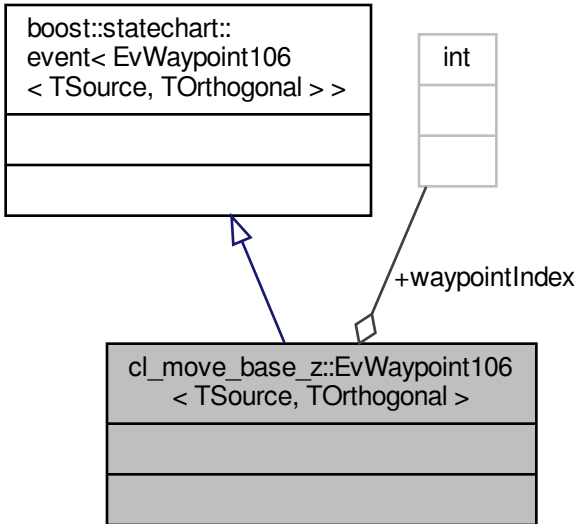 boost::statechart::
event< EvWaypoint106
< TSource, TOrthogonal > >
int
+waypointIndex
cl_move_base_z::EvWaypoint106
< TSource, TOrthogonal >